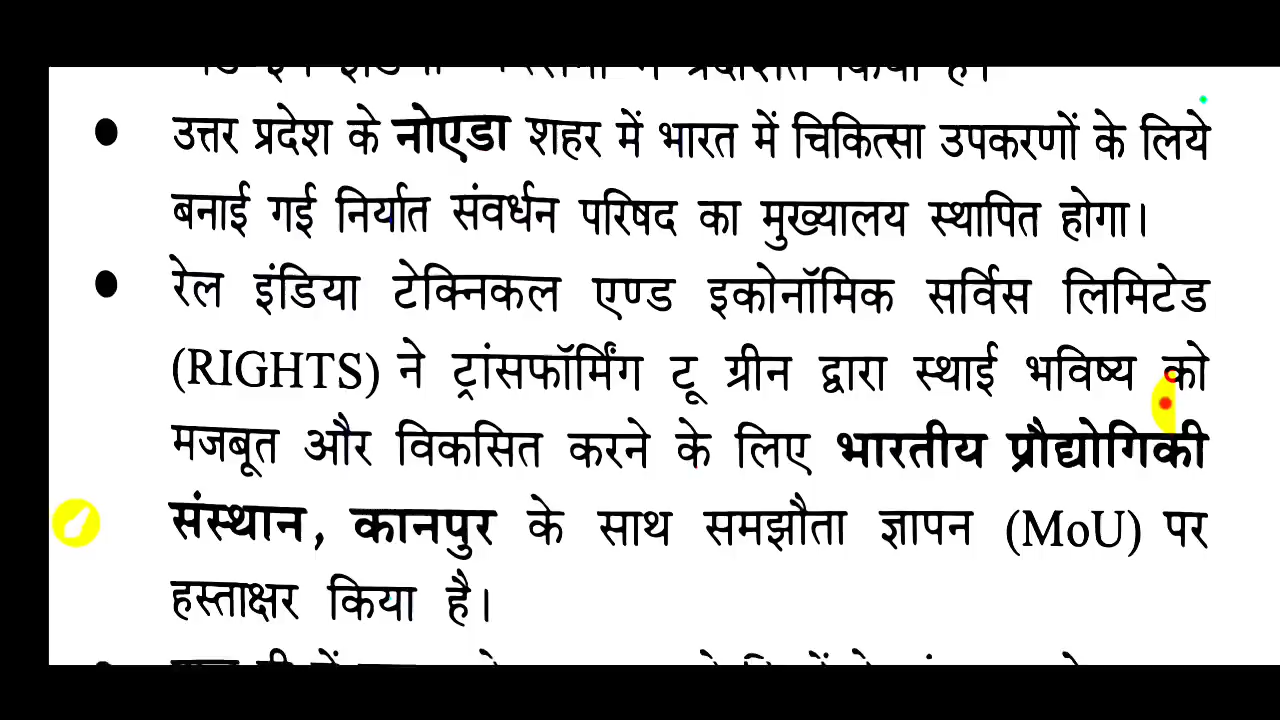 प्रदर्शित किया है।
● उत्तर प्रदेश के नोएडा शहर में भारत में चिकित्सा उपकरणों के लिये
बनाई गई निर्यात संवर्धन परिषद का मुख्यालय स्थापित होगा।
● रेल इंडिया टेक्निकल एण्ड इकोनॉमिक सर्विस लिमिटेड
(RIGHTS) ने ट्रांसफॉर्मिंग टू ग्रीन द्वारा स्थाई भविष्य को
मजबूत और विकसित करने के लिए भारतीय प्रौद्योगिकी
संस्थान, कानपुर के साथ समझौता ज्ञापन (MoU) पर
हस्ताक्षर किया है।